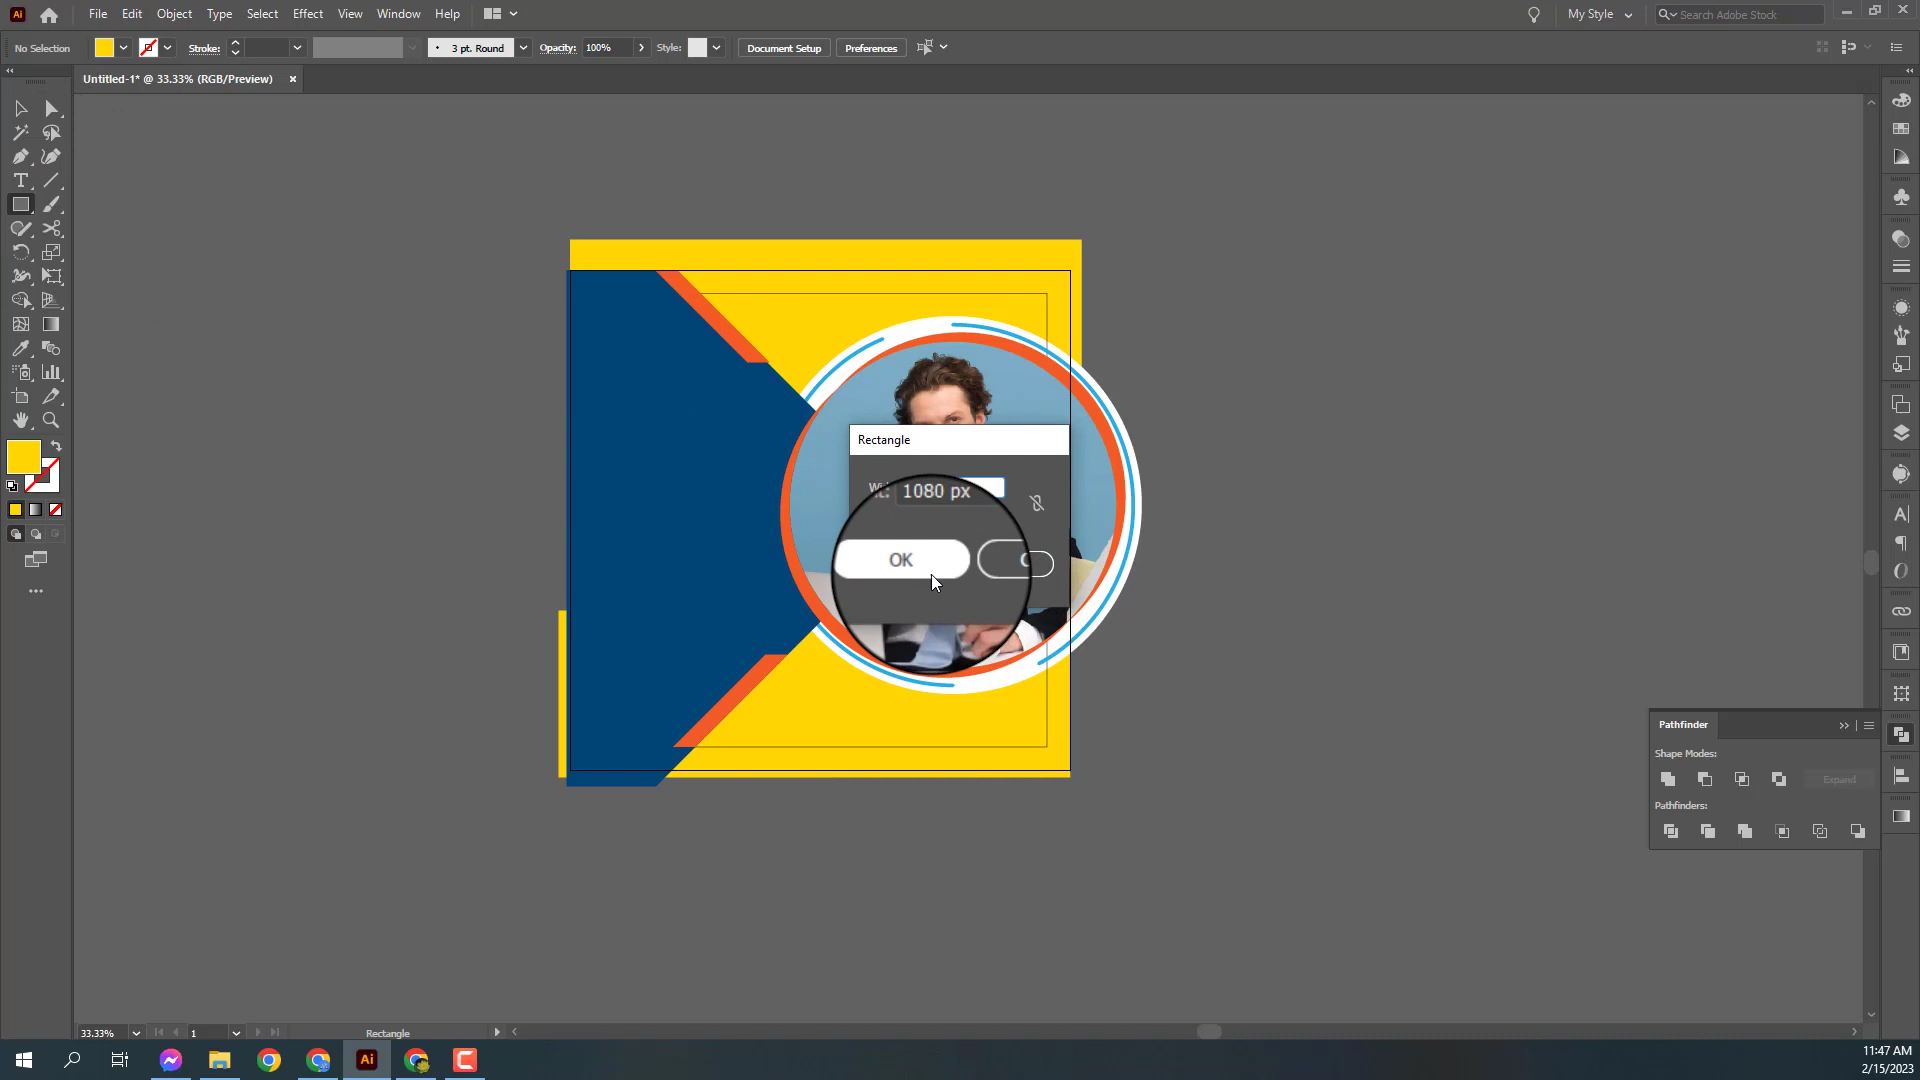 Ai File Edit Object Type Select Effect View Window Help My Style Search Adobe Stock
No Selection Stroke: 3 pt. Round Opacity: 100% Style: Document Setup Preferences
Untitled-1* @ 33.33% (RGB/Preview)
Rectangle
1080 px
OK
Pathfinder
Shape Modes:
Expand
Pathfinders:
33.33% 1 Rectangle
Ai
11:47 AM
2/15/2023